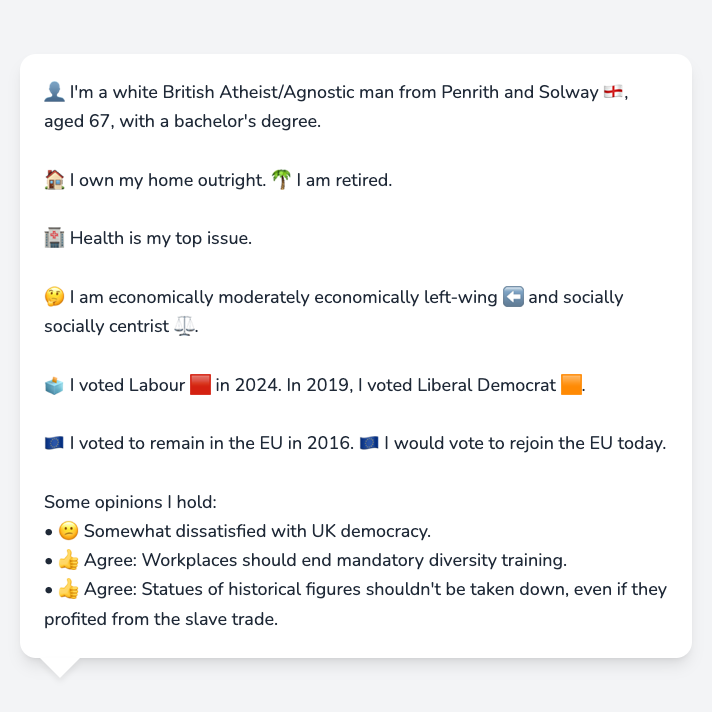 👤 I'm a white British Atheist/Agnostic man from Penrith and Solway 🏴󠁧󠁢󠁥󠁮󠁧󠁿,
aged 67, with a bachelor's degree.
🏠 I own my home outright. 🌴 I am retired.
🏥 Health is my top issue.
🤔 I am economically moderately economically left-wing ⬅️ and socially
socially centrist ⚖️.
🗳️ I voted Labour 🟥 in 2024. In 2019, I voted Liberal Democrat 🟧.
🇪🇺 I voted to remain in the EU in 2016. 🇪🇺 I would vote to rejoin the EU today.
Some opinions I hold:
• 🙁 Somewhat dissatisfied with UK democracy.
• 👍 Agree: Workplaces should end mandatory diversity training.
• 👍 Agree: Statues of historical figures shouldn't be taken down, even if they
profited from the slave trade.